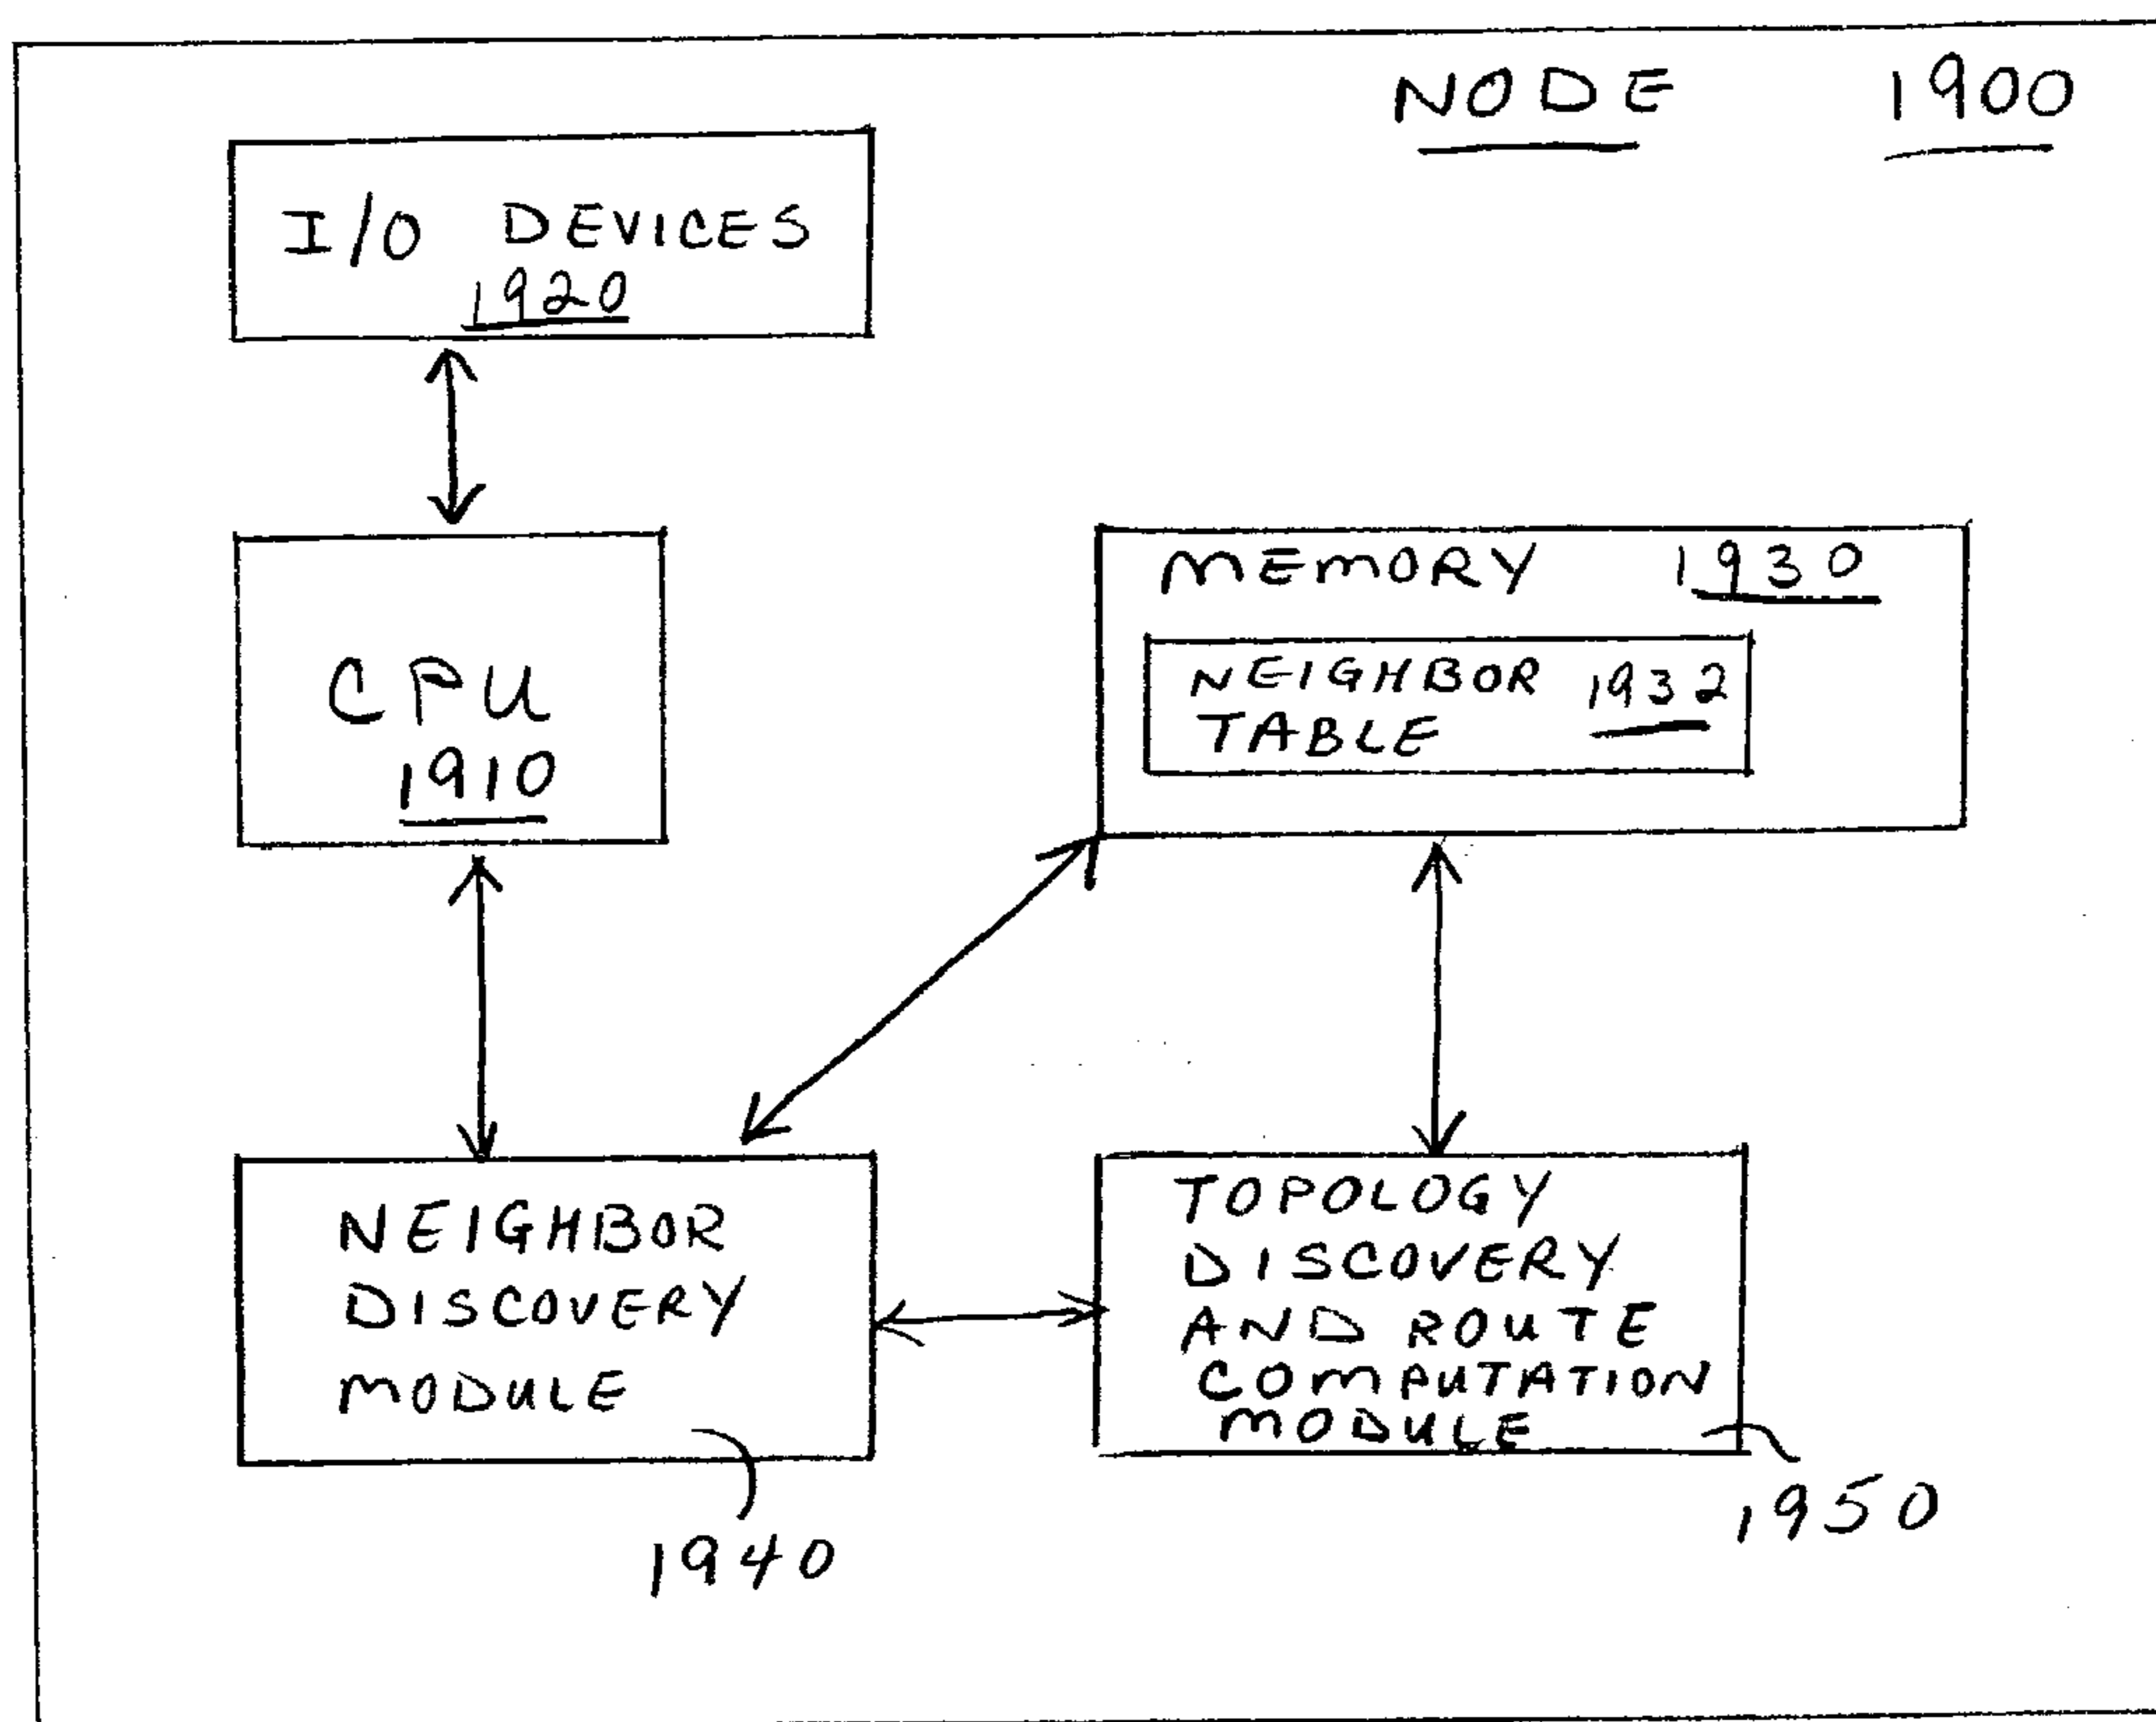 NODE 1900
I/O DEVICES
1920
CPU
1910
MEMORY 1930
NEIGHBOR 1932
TABLE
NEIGHBOR
DISCOVERY
MODULE
1940
TOPOLOGY
DISCOVERY
AND ROUTE
COMPUTATION
MODULE
1950